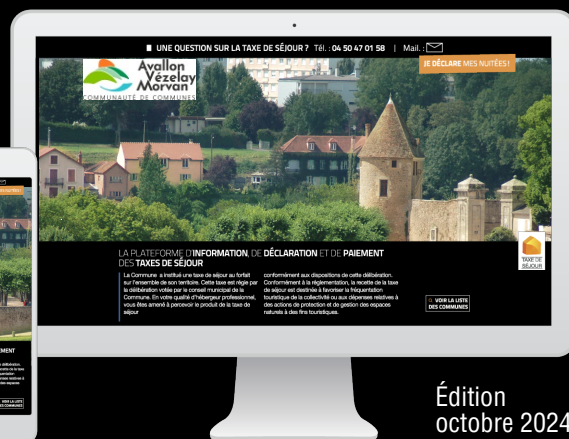 UNE QUESTION SUR LA TAXE DE SÉJOUR ? Tél. : 04 50 47 01 58 | Mail. :
JE DÉCLARE MES NUITÉES !
Avallon
Vézelay
Morvan
COMMUNAUTÉ DE COMMUNES
LA PLATEFORME D'INFORMATION, DE DÉCLARATION ET DE PAIEMENT
DES TAXES DE SÉJOUR
La Commune a institué une taxe de séjour au forfait
sur l'ensemble de son territoire. Cette taxe est régie par
la délibération votée par le conseil municipal de la
Commune. En votre qualité d'hébergeur professionnel,
vous êtes amené à percevoir le produit de la taxe de
séjour
conformément aux dispositions de cette délibération.
Conformément à la réglementation, la recette de la taxe
de séjour est destinée à favoriser la fréquentation
touristique de la collectivité ou aux dépenses relatives à
des actions de protection et de gestion des espaces
naturels à des fins touristiques.
TAXE DE
SÉJOUR
VOIR LA LISTE
DES COMMUNES
VOIR LA LISTE
DES COMMUNES
Édition
octobre 2024